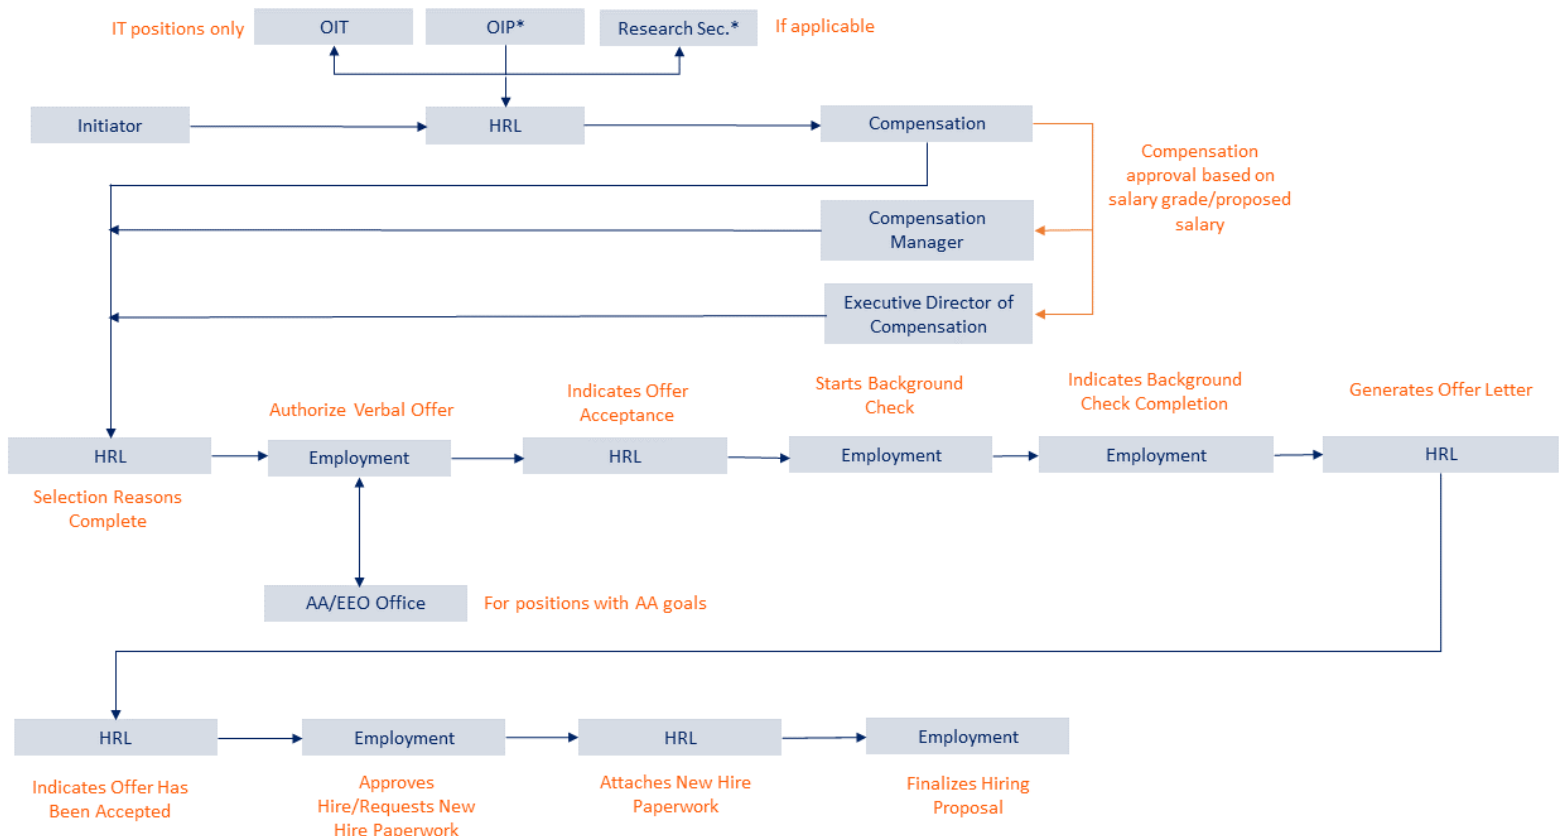 IT positions only
OIT
OIP*
Research Sec.*
If applicable
Initiator
HRL
Compensation
Compensation
approval based on
salary grade/proposed
salary
Compensation
Manager
Executive Director of
Compensation
Authorize Verbal Offer
Indicates Offer
Acceptance
Starts Background
Check
Indicates Background
Check Completion
Generates Offer Letter
HRL
Employment
HRL
Employment
Employment
HRL
Selection Reasons
Complete
AA/EEO Office
For positions with AA goals
HRL
Employment
HRL
Employment
Indicates Offer Has
Been Accepted
Approves
Hire/Requests New
Hire Paperwork
Attaches New Hire
Paperwork
Finalizes Hiring
Proposal